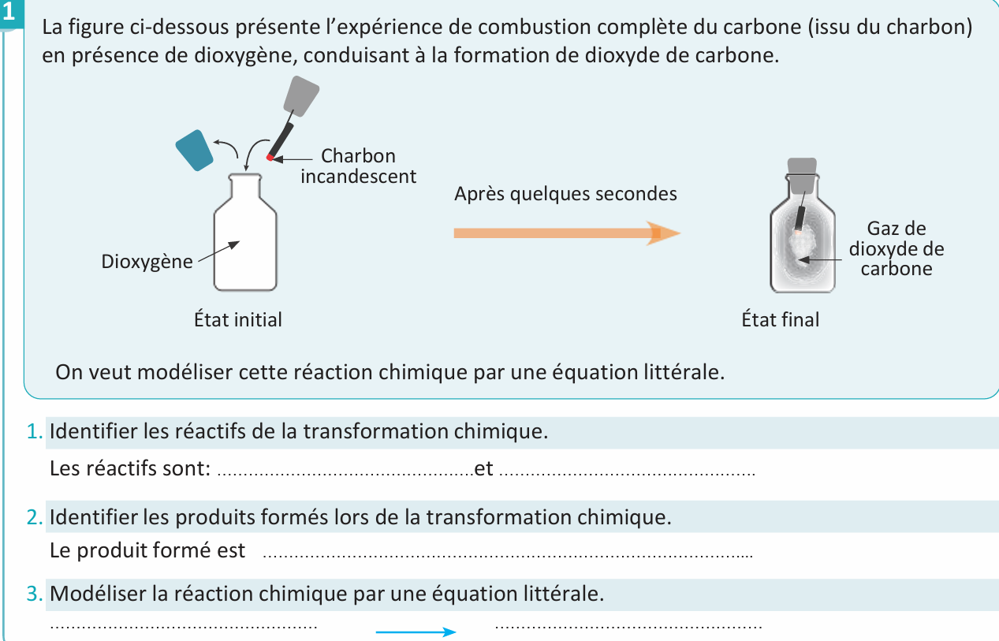 1
La figure ci-dessous présente l’expérience de combustion complète du carbone (issu du charbon)
en présence de dioxygène, conduisant à la formation de dioxyde de carbone.
Charbon
incandescent
Dioxygène
État initial
Après quelques secondes
Gaz de
dioxyde de
carbone
État final
On veut modéliser cette réaction chimique par une équation littérale.
1. Identifier les réactifs de la transformation chimique.
Les réactifs sont: ................................................et ................................................
2. Identifier les produits formés lors de la transformation chimique.
Le produit formé est ............................................................................................
3. Modéliser la réaction chimique par une équation littérale.
.................................................. → ..................................................